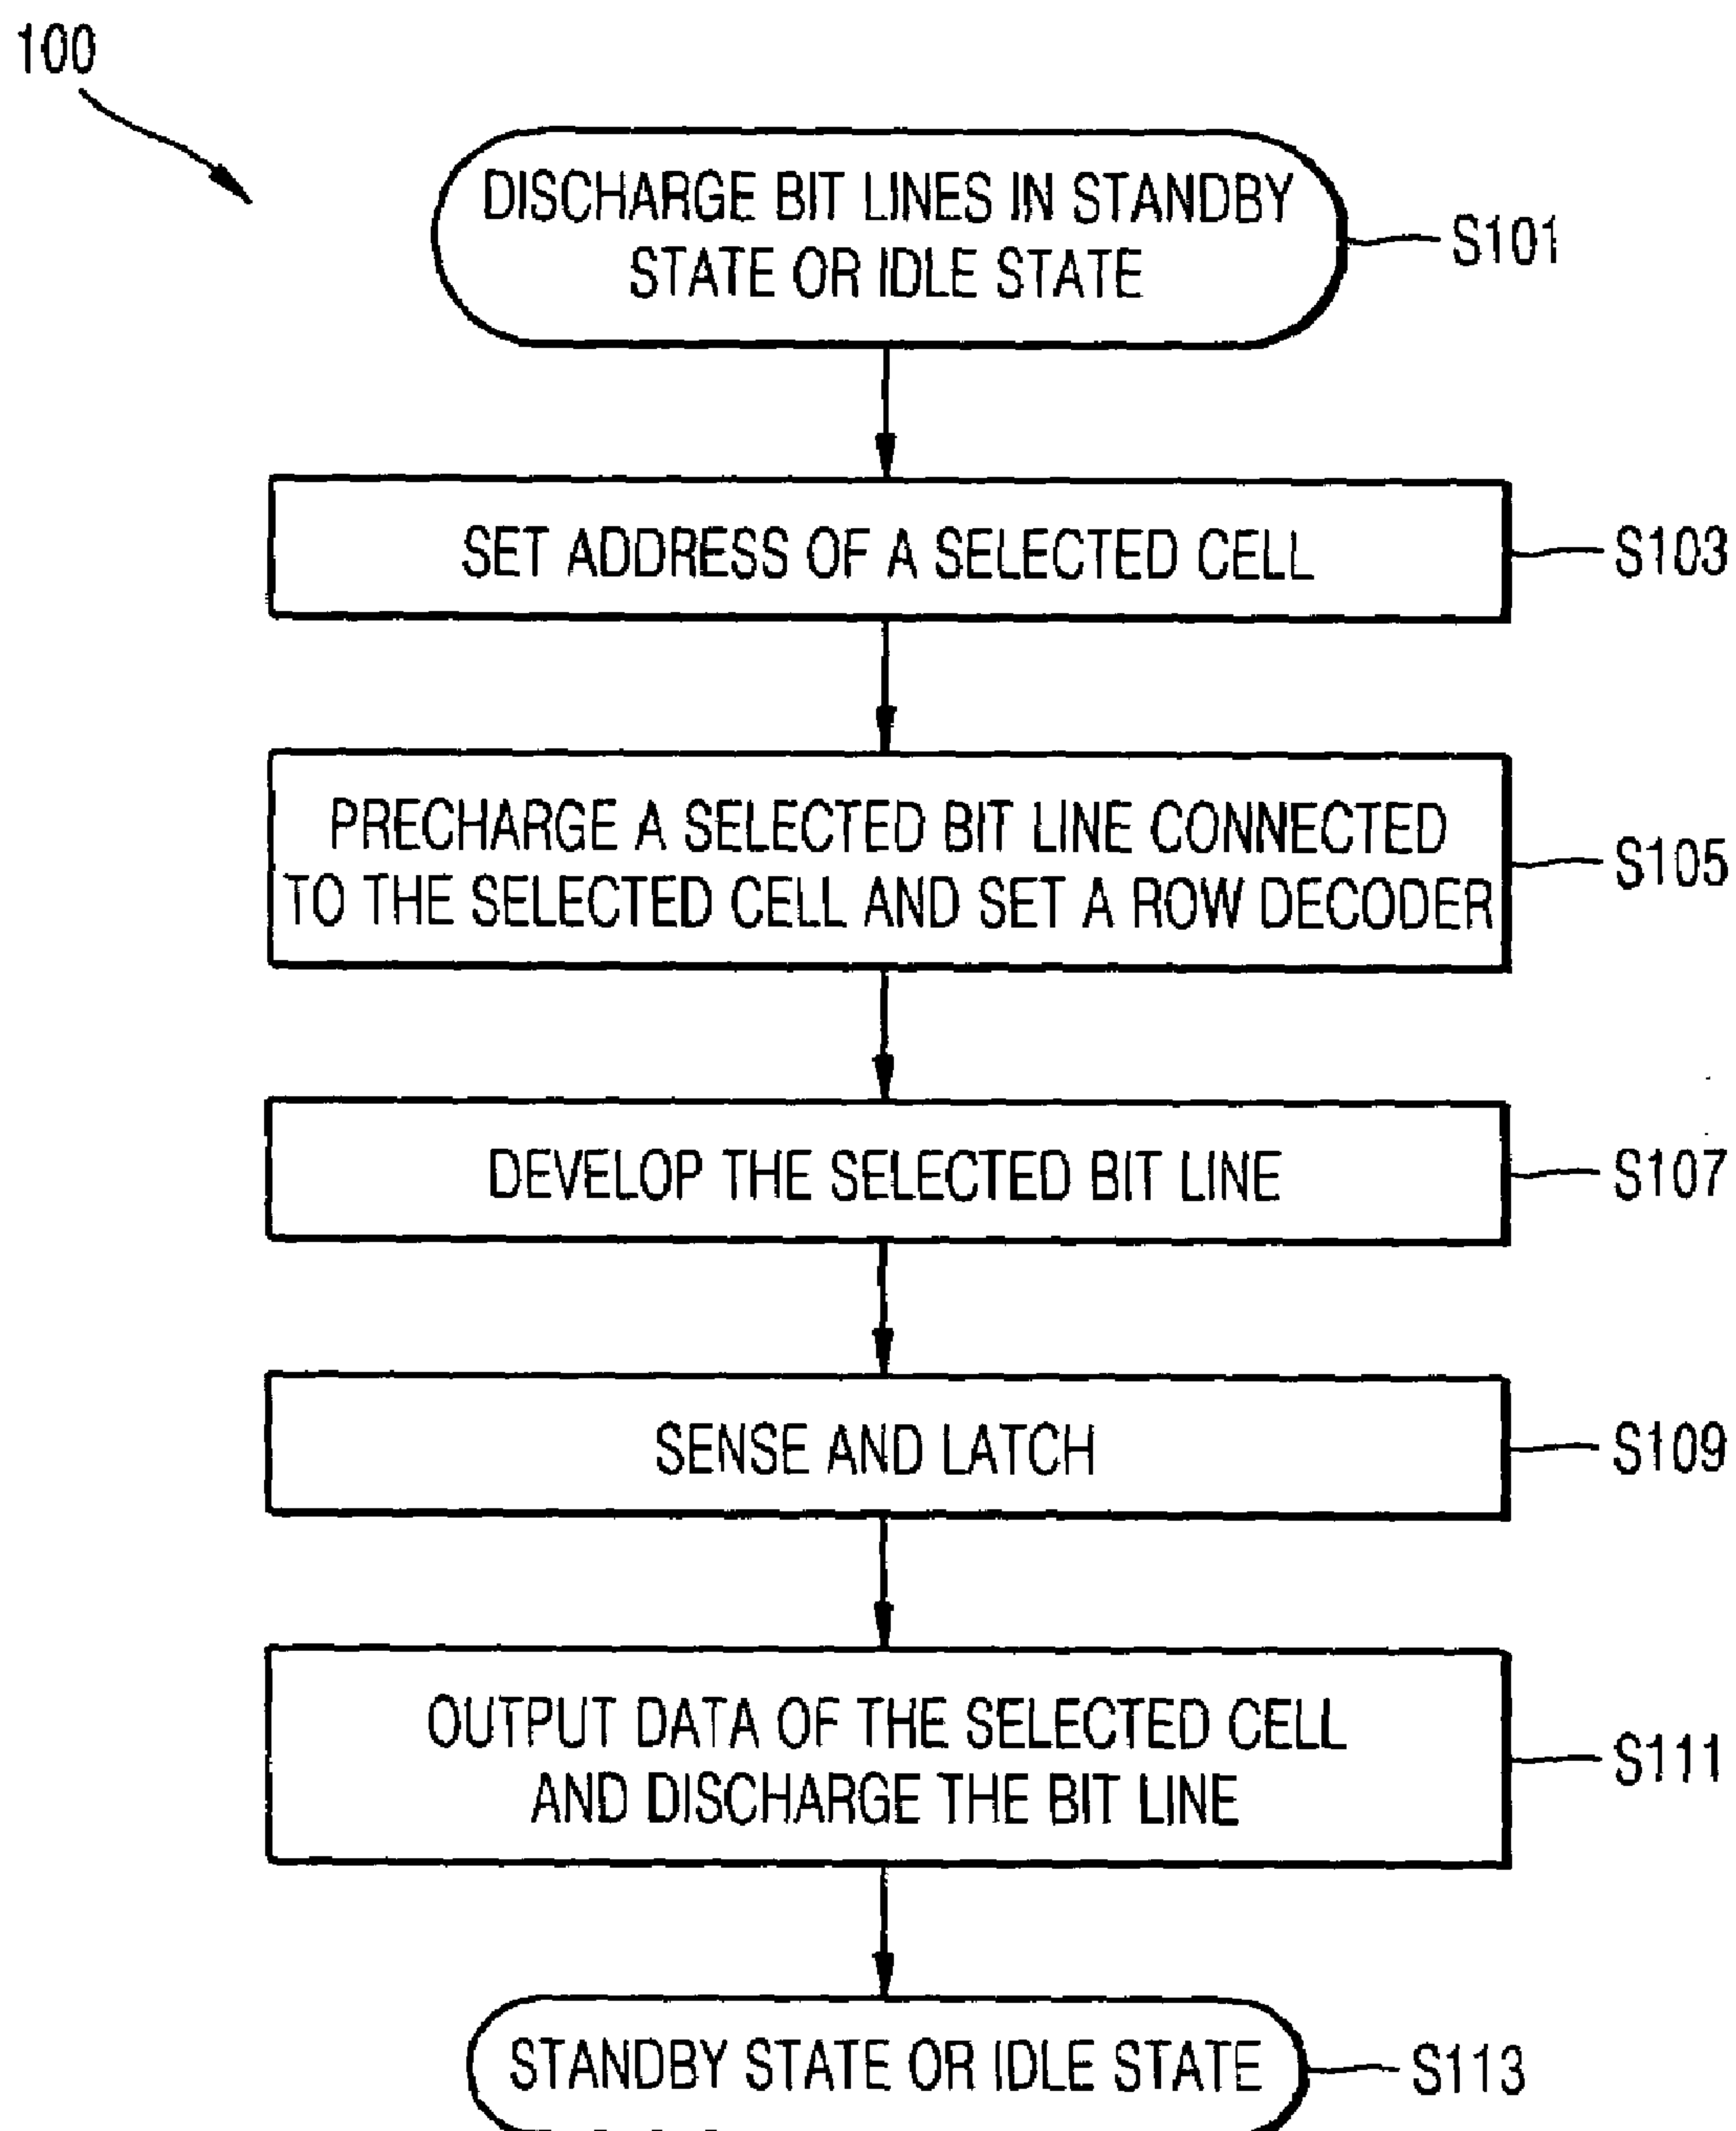 100
DISCHARGE BIT LINES IN STANDBY
STATE OR IDLE STATE
S101
SET ADDRESS OF A SELECTED CELL
S103
PRECHARGE A SELECTED BIT LINE CONNECTED
TO THE SELECTED CELL AND SET A ROW DECODER
S105
DEVELOP THE SELECTED BIT LINE
S107
SENSE AND LATCH
S109
OUTPUT DATA OF THE SELECTED CELL
AND DISCHARGE THE BIT LINE
S111
STANDBY STATE OR IDLE STATE
S113